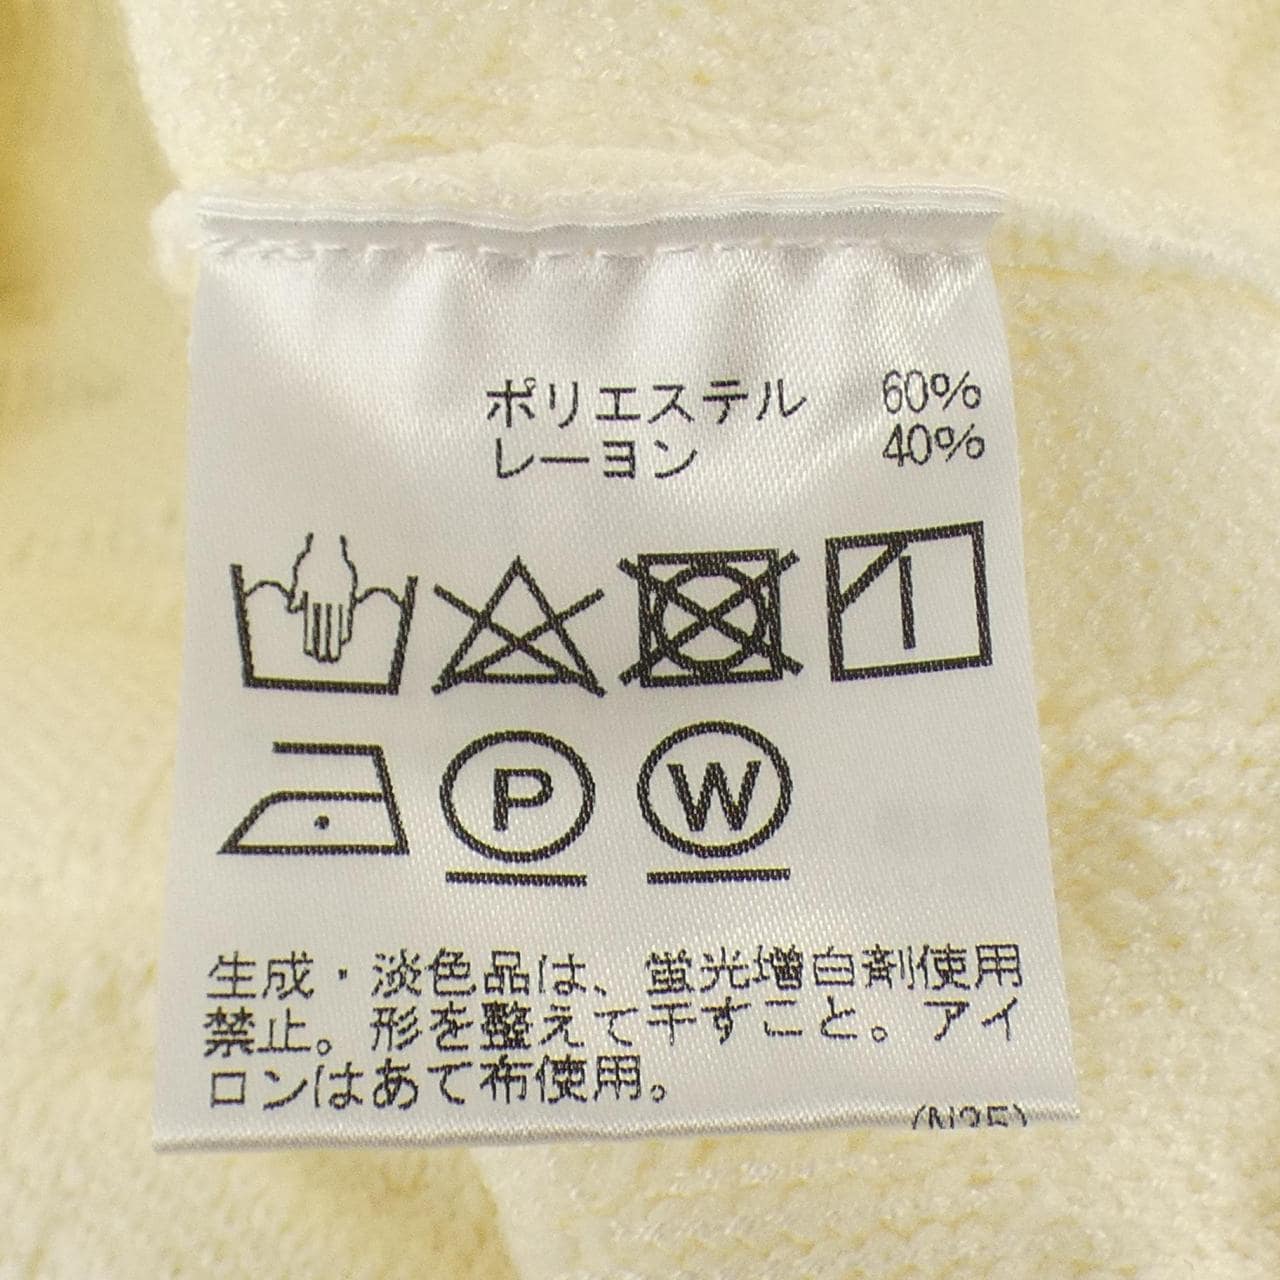 ポリエステル 60%
レーヨン 40%
P W
生成・淡色品は、蛍光増白剤使用
禁止。形を整えて干すこと。アイ
ロンはあて布使用。